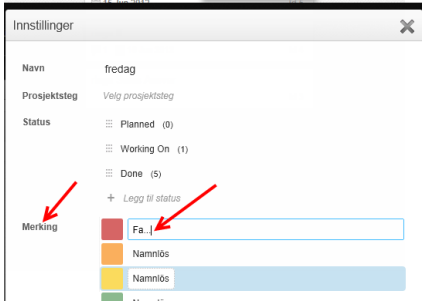 Innstillinger
Navn fredag
Prosjektsteg Velg prosjektsteg
Status Planned (0)
Working On (1)
Done (5)
+ Legg til status
Merking Fa...
Namnlös
Namnlös